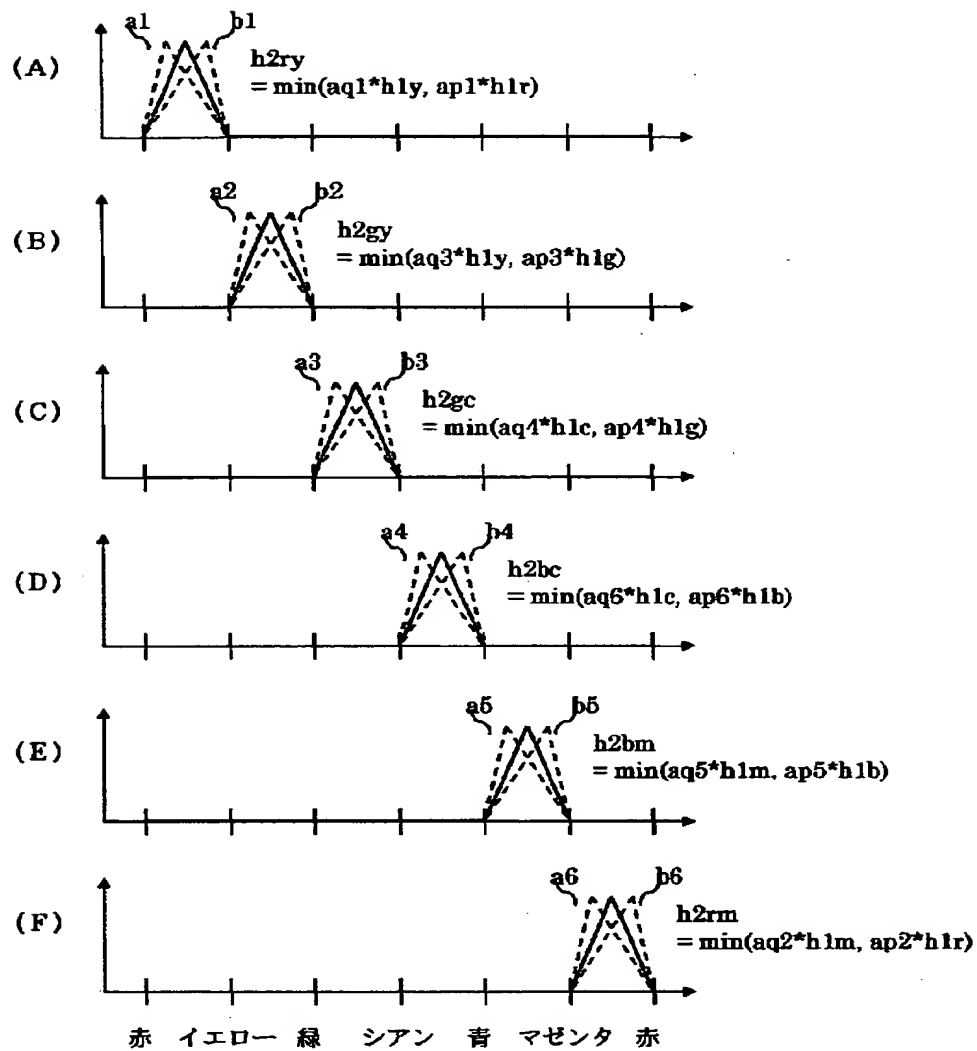 (A)
a1 b1
h2ry
= min(aq1*h1y, ap1*h1r)
(B)
a2 b2
h2gy
= min(aq3*h1y, ap3*h1g)
(C)
a3 b3
h2gc
= min(aq4*h1c, ap4*h1g)
(D)
a4 b4
h2bc
= min(aq6*h1c, ap6*h1b)
(E)
a5 b5
h2bm
= min(aq5*h1m, ap5*h1b)
(F)
a6 b6
h2rm
= min(aq2*h1m, ap2*h1r)
赤 イエロー 緑 シアン 青 マゼンタ 赤